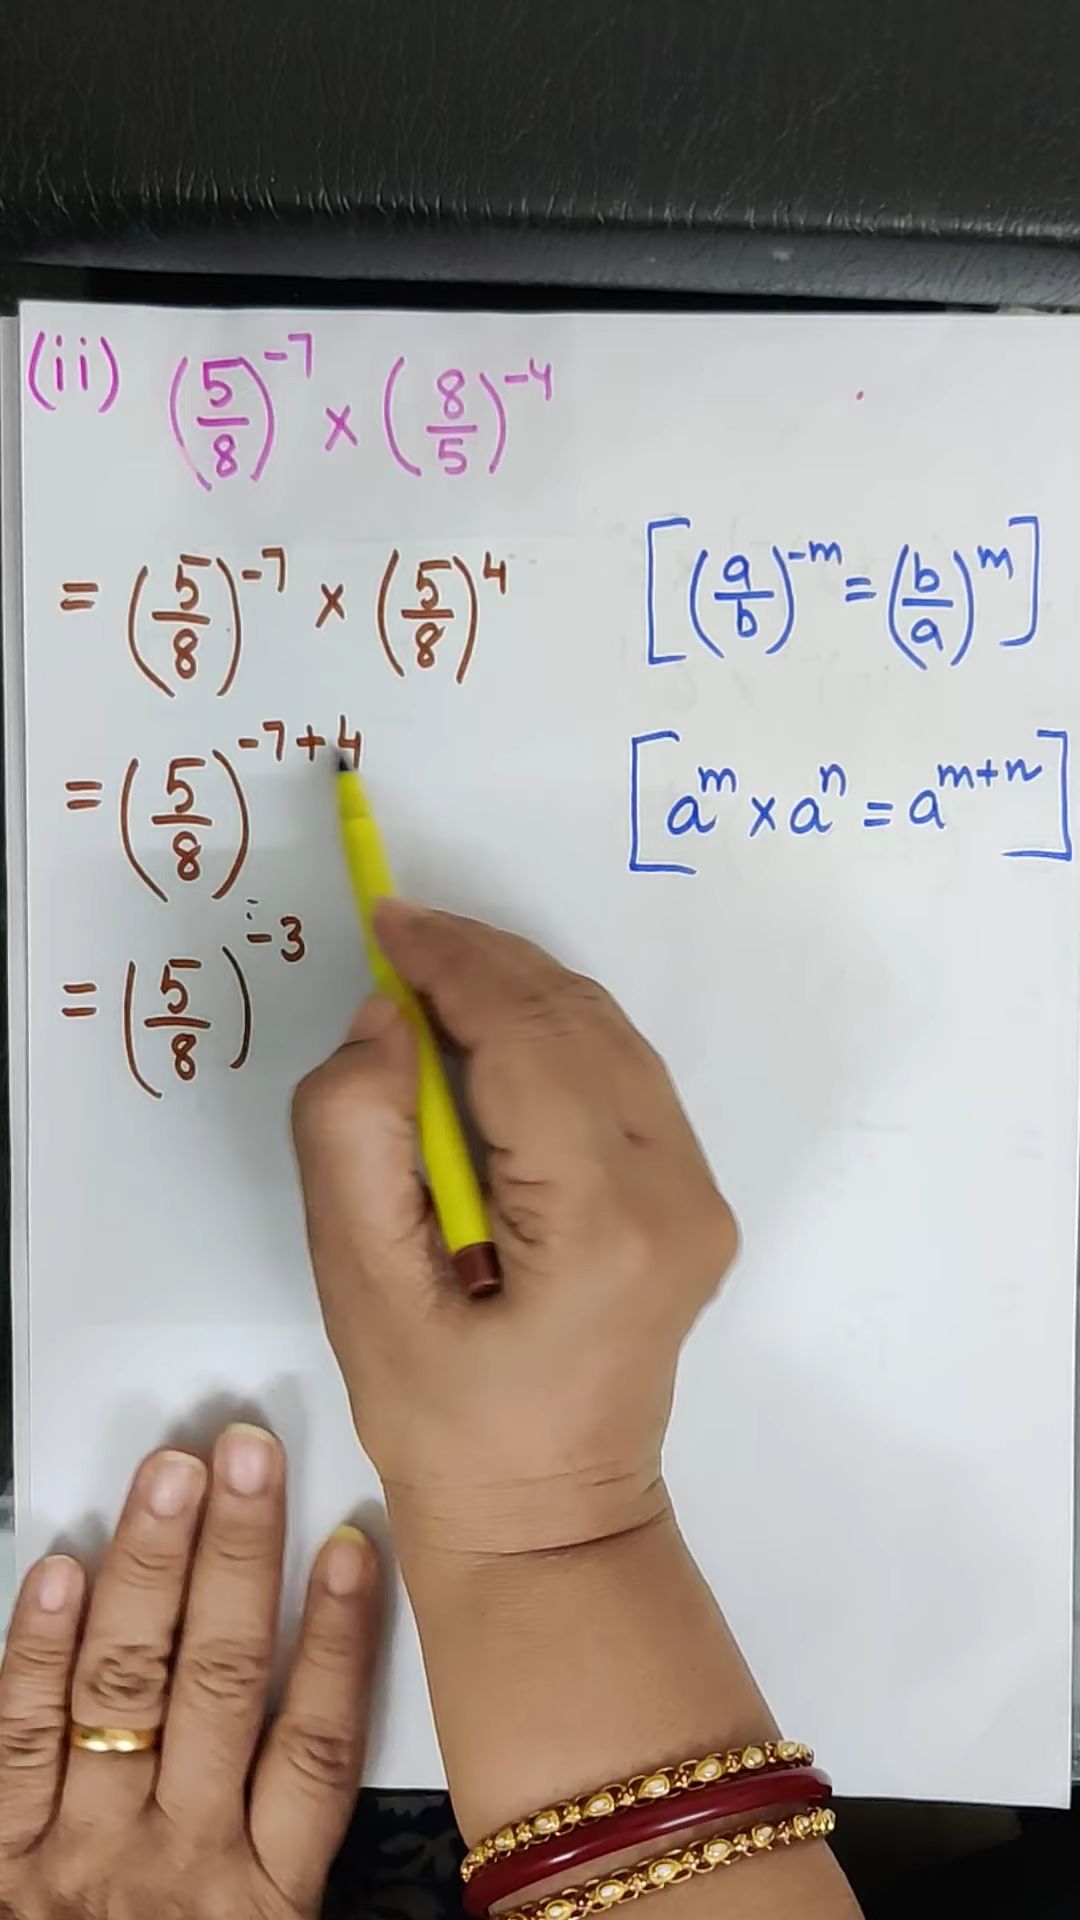 (ii) (5/8)^-7 × (8/5)^-4
= (5/8)^-7 × (5/8)^4
[(a/b)^-m = (b/a)^m]
= (5/8)^-7+4
[a^m × a^n = a^m+n]
= (5/8)^-3